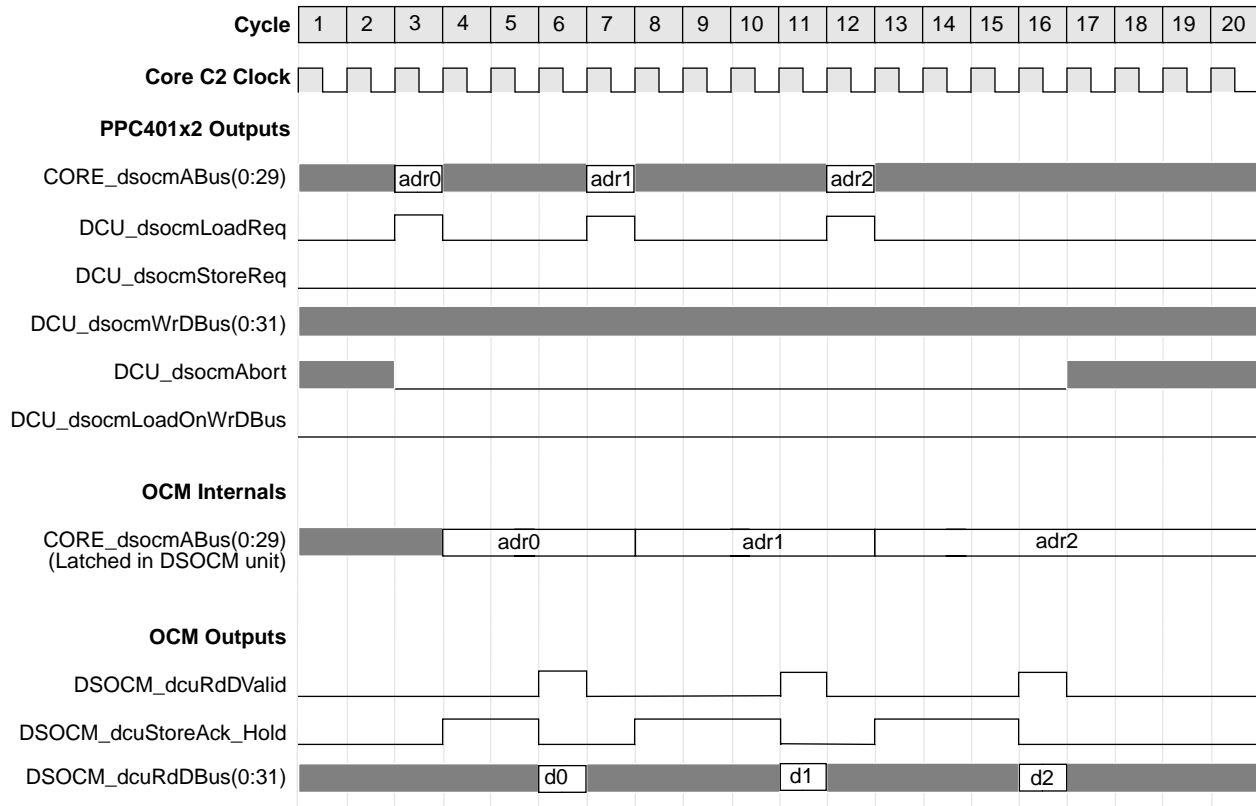 Cycle 1 2 3 4 5 6 7 8 9 10 11 12 13 14 15 16 17 18 19 20
Core C2 Clock
PPC401x2 Outputs
CORE_dsocmABus(0:29) adr0 adr1 adr2
DCU_dsocmLoadReq
DCU_dsocmStoreReq
DCU_dsocmWrDBus(0:31)
DCU_dsocmAbort
DCU_dsocmLoadOnWrDBus
OCM Internals
CORE_dsocmABus(0:29) adr0 adr1 adr2
(Latched in DSOCM unit)
OCM Outputs
DSOCM_dcuRdDValid
DSOCM_dcuStoreAck_Hold
DSOCM_dcuRdDBus(0:31) d0 d1 d2